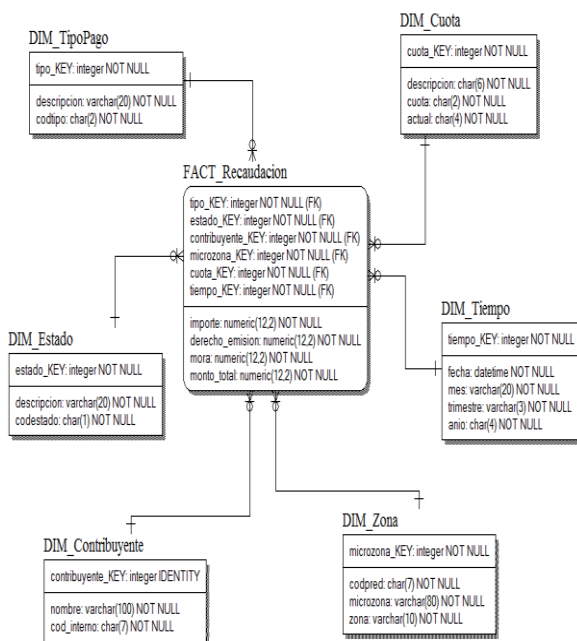 DIM_TipoPago
tipo_KEY: integer NOT NULL
descripcion: varchar(20) NOT NULL
codtipo: char(2) NOT NULL
DIM_Cuota
cuota_KEY: integer NOT NULL
descripcion: char(6) NOT NULL
cuota: char(2) NOT NULL
actual: char(4) NOT NULL
FACT_Recaudacion
tipo_KEY: integer NOT NULL (FK)
estado_KEY: integer NOT NULL (FK)
contribuyente_KEY: integer NOT NULL (FK)
microzona_KEY: integer NOT NULL (FK)
cuota_KEY: integer NOT NULL (FK)
tiempo_KEY: integer NOT NULL (FK)
importe: numeric(12,2) NOT NULL
derecho_emision: numeric(12,2) NOT NULL
mora: numeric(12,2) NOT NULL
monto_total: numeric(12,2) NOT NULL
DIM_Tiempo
tiempo_KEY: integer NOT NULL
fecha: datetime NOT NULL
mes: varchar(20) NOT NULL
trimestre: varchar(3) NOT NULL
anio: char(4) NOT NULL
DIM_Estado
estado_KEY: integer NOT NULL
descripcion: varchar(20) NOT NULL
codestado: char(1) NOT NULL
DIM_Contribuyente
contribuyente_KEY: integer IDENTITY
nombre: varchar(100) NOT NULL
cod_interno: char(7) NOT NULL
DIM_Zona
microzona_KEY: integer NOT NULL
codpred: char(7) NOT NULL
microzona: varchar(80) NOT NULL
zona: varchar(10) NOT NULL